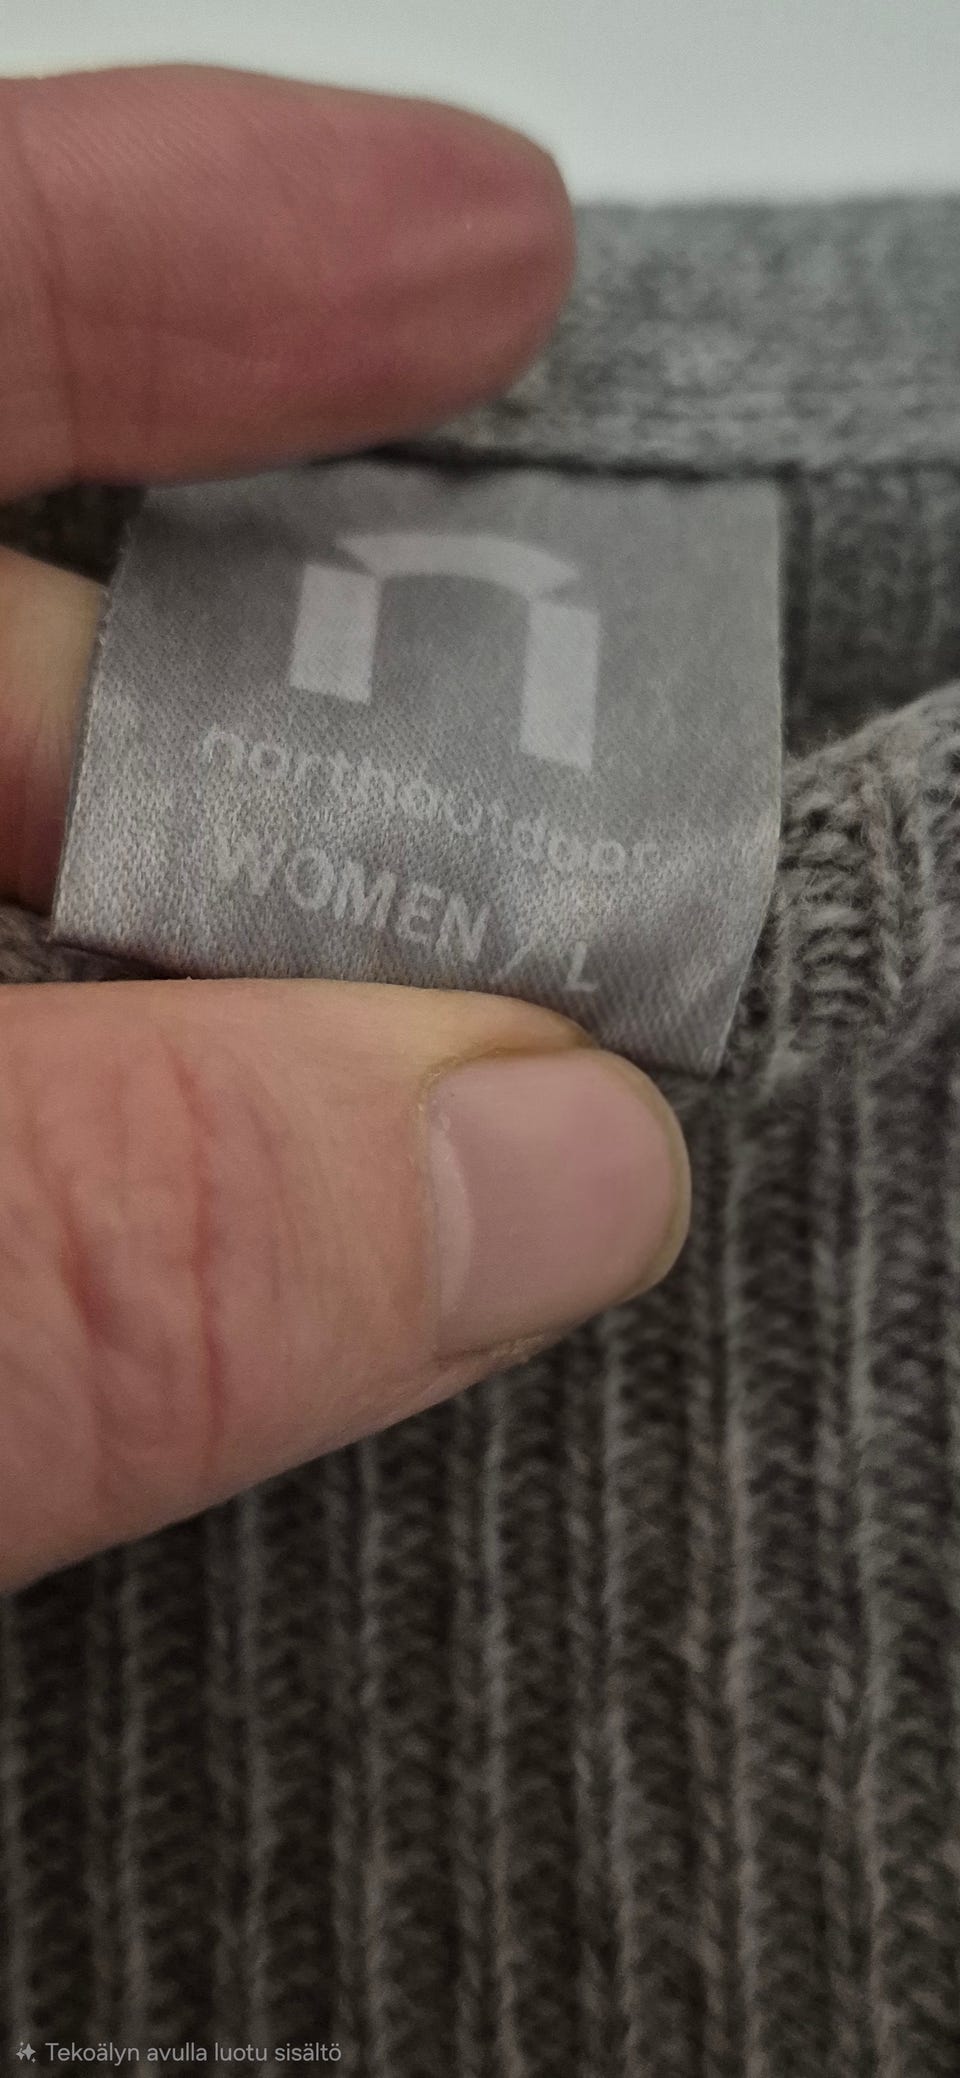 northoutdoor
WOMEN / L
Tekoälyn avulla luotu sisältö